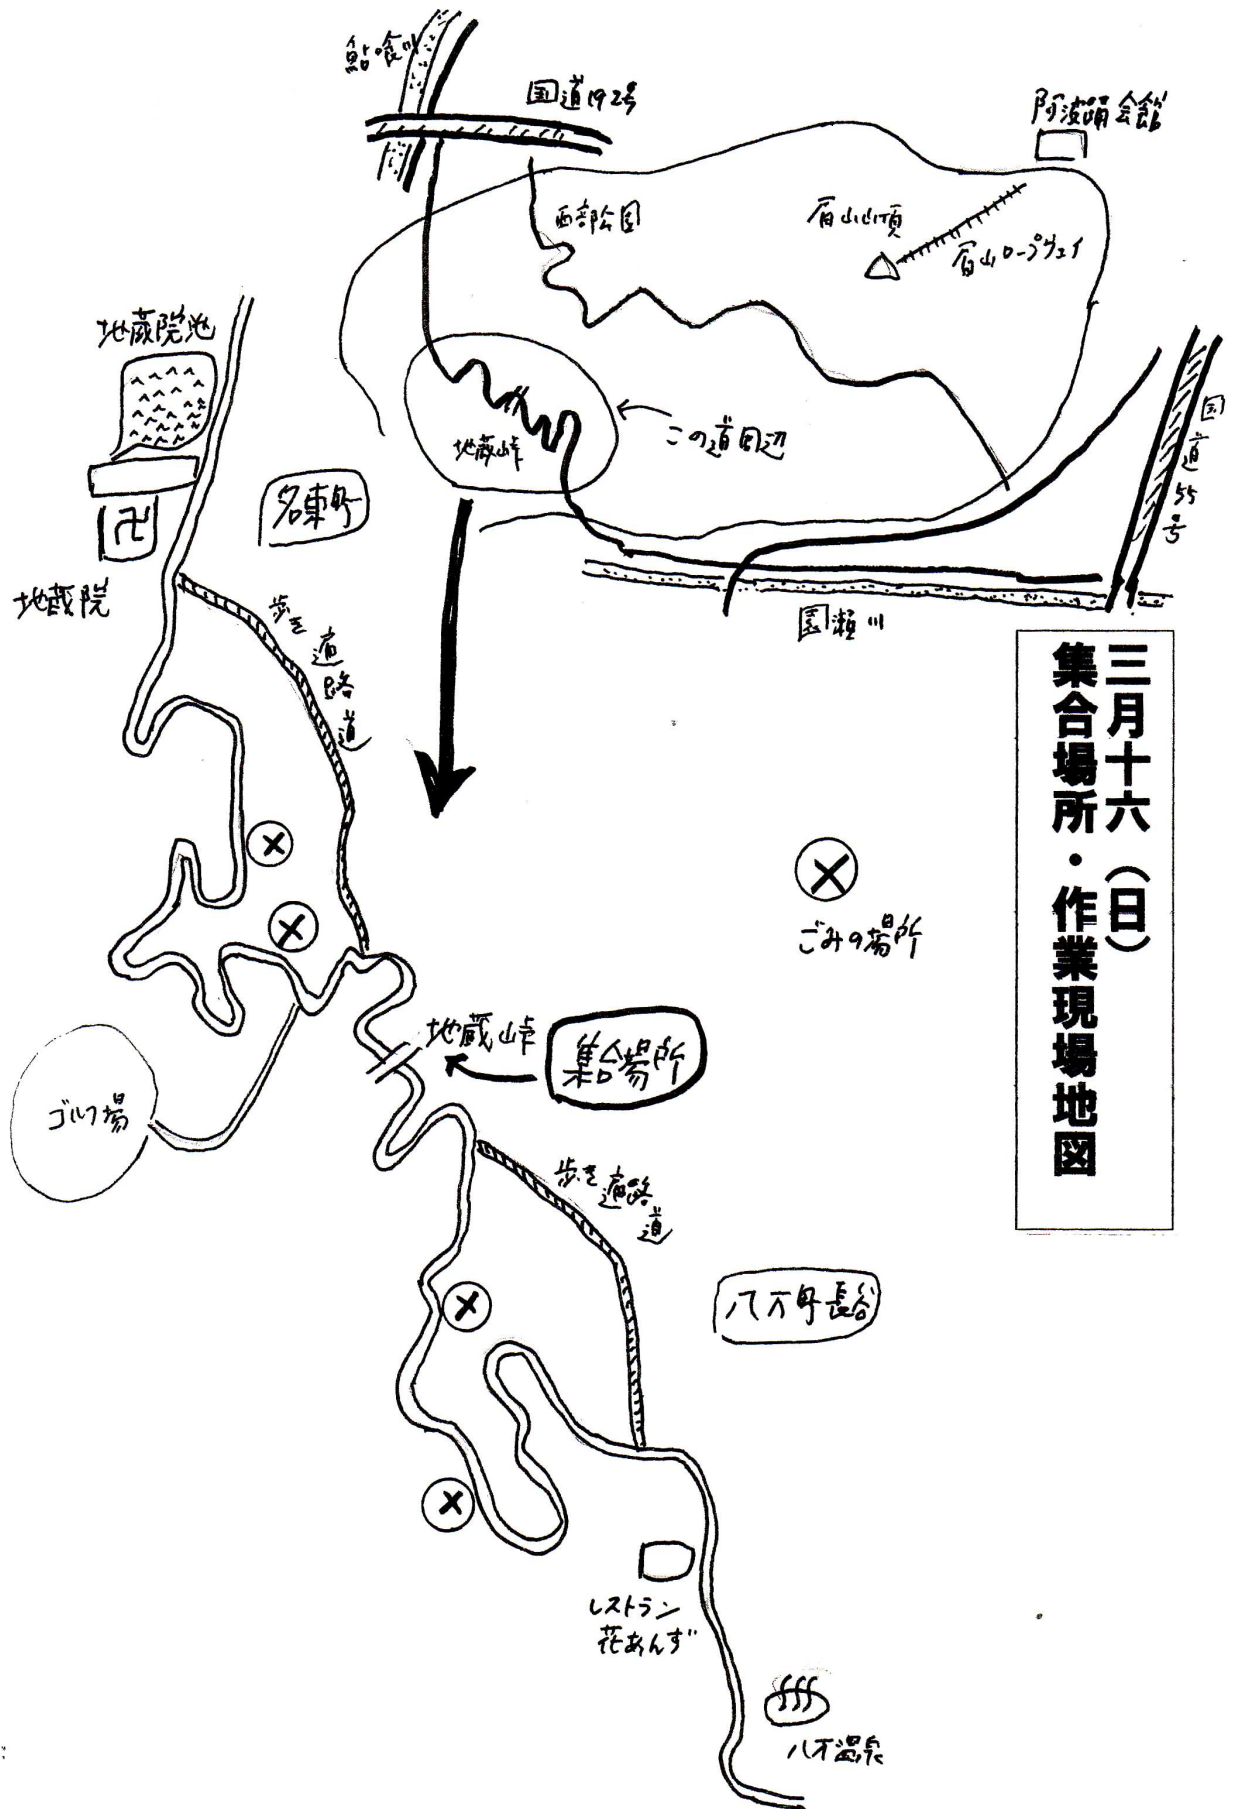 鮎喰川
国道192号
阿波踊会館
西部公園
眉山山頂
眉山ロープウェイ
地蔵院池
国道55号
この道周辺
地蔵峠
名東町
卍
地蔵院
園瀬川
歩き遍路道
三月十六（日）
集合場所・作業現場地図
ごみの場所
地蔵峠
集合場所
ゴルフ場
歩き遍路道
八万町長谷
レストラン
花あんず
八万温泉